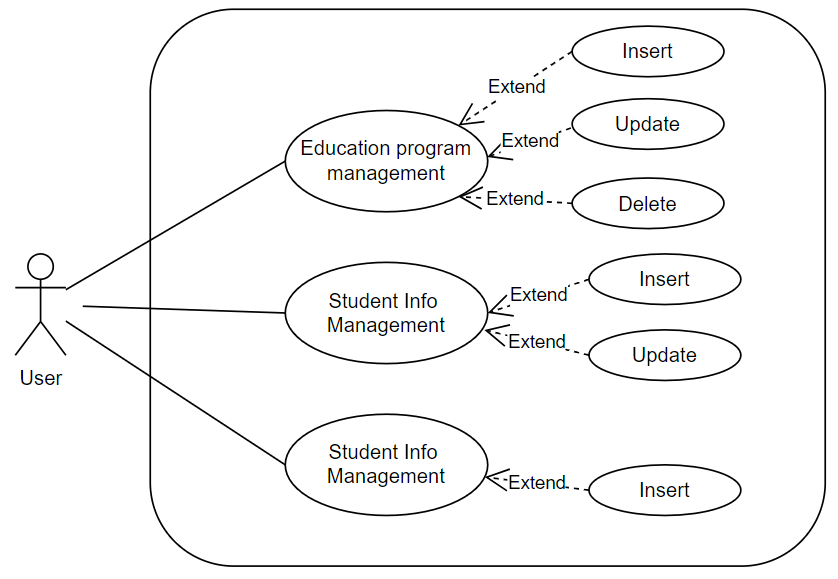 Insert
Extend
Update
Extend
Education program
management
Extend
Delete
Insert
Extend
Student Info
Management
Extend
Update
User
Student Info
Management
Extend
Insert